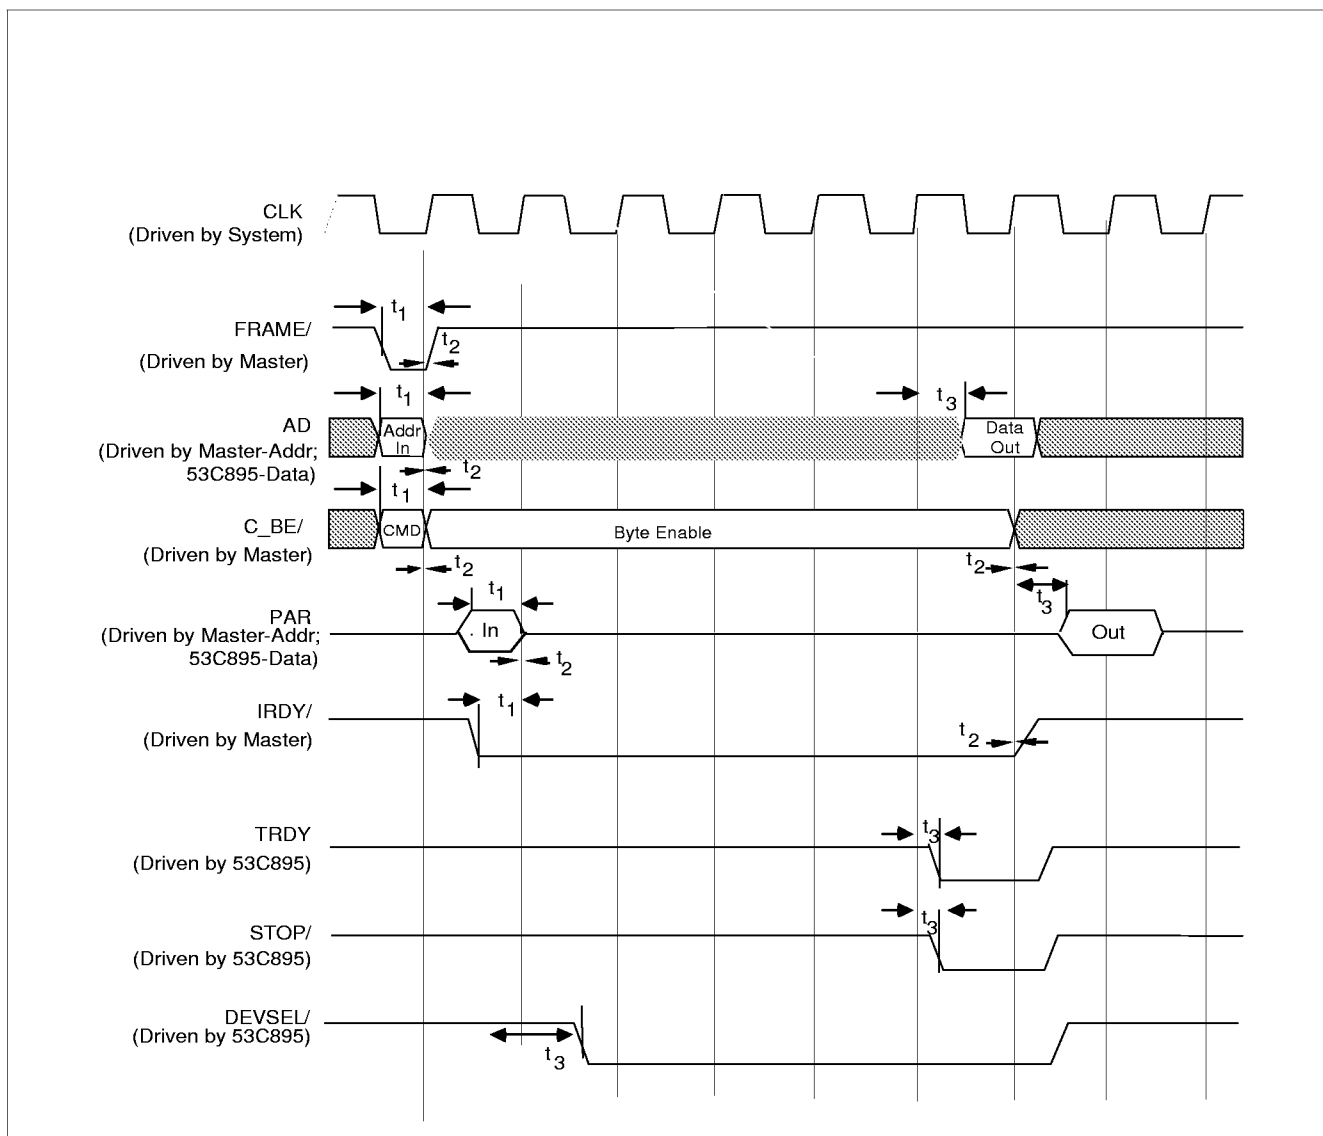 CLK
(Driven by System)
t1
FRAME/
t2
(Driven by Master)
t1
t3
AD
(Driven by Master-Addr;
53C895-Data)
Addr
In
Data
Out
t2
t1
C_BE/
(Driven by Master)
CMD
Byte Enable
t2
t2
t1
t3
PAR
(Driven by Master-Addr;
53C895-Data)
. In
Out
t2
t1
IRDY/
(Driven by Master)
t2
TRDY
t3
(Driven by 53C895)
t3
STOP/
(Driven by 53C895)
DEVSEL/
(Driven by 53C895)
t3